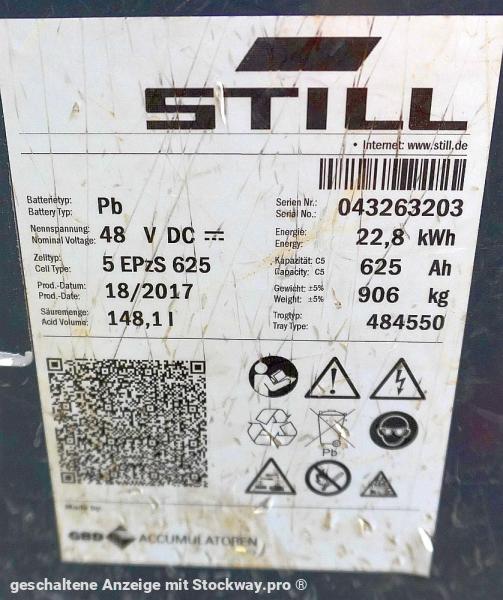 STILL
• Internet: www.still.de
Batterietyp: Pb
Battery Typ:
Serien Nr.: 043263203
Serial No.:
Nennspannung: 48 V DC ⎓
Nominal Voltage:
Energie: 22,8 kWh
Energy:
Zelltyp: 5 EPzS 625
Cell Type:
Kapazität: C5 625 Ah
Capacity: C5
Prod.-Datum: 18/2017
Prod.-Date:
Gewicht: ±5% 906 kg
Weight: ±5%
Säuremenge: 148,1 l
Acid Volume:
Trogtyp: 484550
Tray Type:
Pb
Made by:
GBD ACCUMULATOREN
geschaltene Anzeige mit Stockway.pro ®